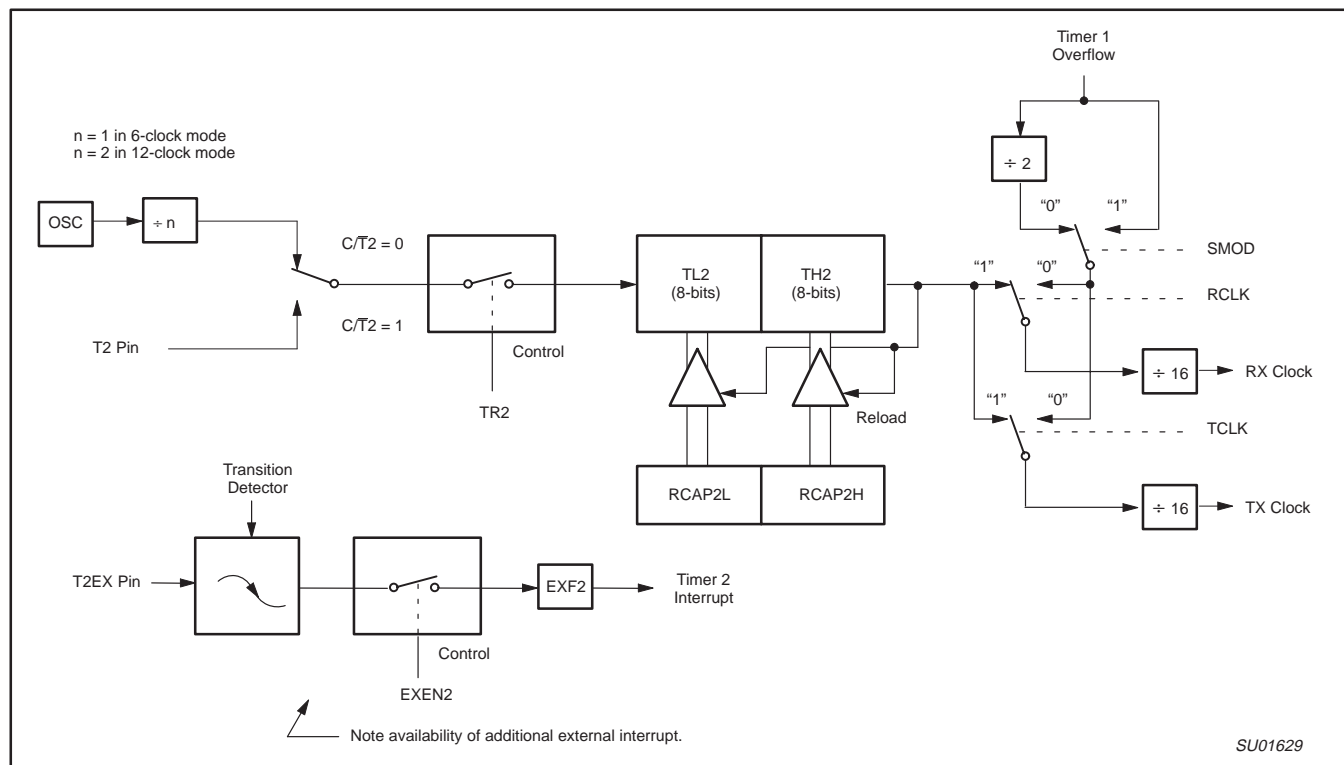 Timer 1
Overflow
n = 1 in 6-clock mode
n = 2 in 12-clock mode
÷ 2
OSC
÷ n
"0"
"1"
C/T̅2 = 0
SMOD
TL2
(8-bits)
TH2
(8-bits)
"1"
"0"
RCLK
C/T̅2 = 1
T2 Pin
Control
÷ 16
RX Clock
TR2
Reload
"1"
"0"
TCLK
Transition
Detector
RCAP2L
RCAP2H
÷ 16
TX Clock
T2EX Pin
EXF2
Timer 2
Interrupt
Control
EXEN2
Note availability of additional external interrupt.
SU01629